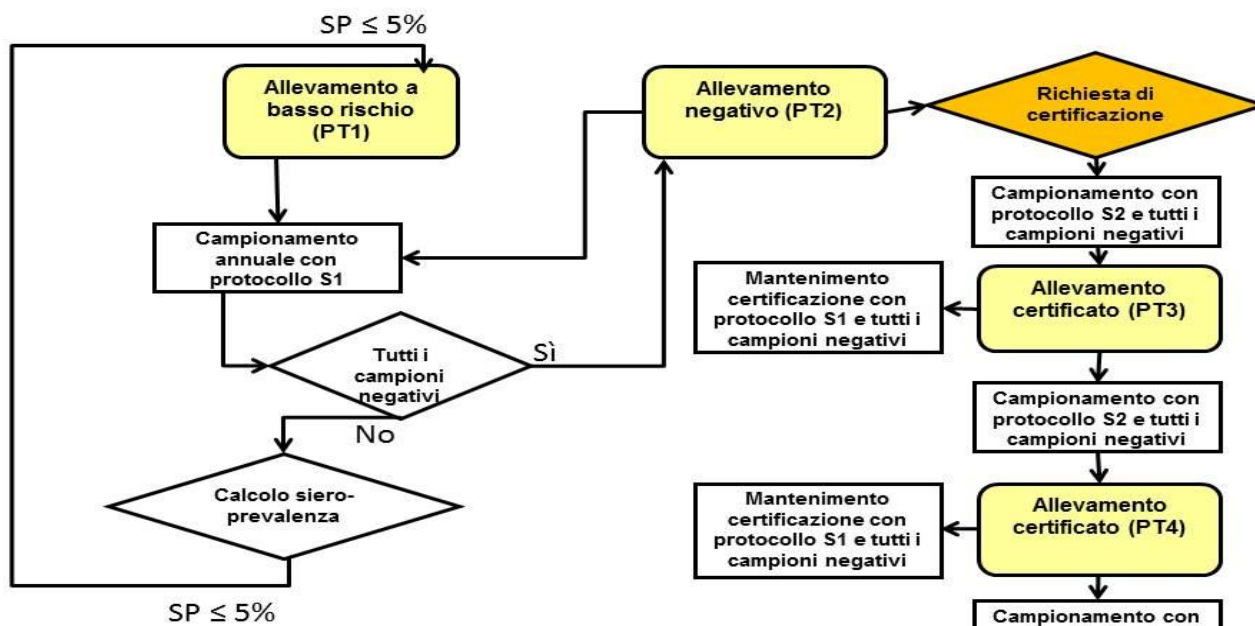 SP ≤ 5%
Allevamento a
basso rischio
(PT1)
Campionamento
annuale con
protocollo S1
Tutti i
campioni
negativi
Sì
No
Calcolo siero-
prevalenza
SP ≤ 5%
Allevamento
negativo (PT2)
Richiesta di
certificazione
Campionamento con
protocollo S2 e tutti i
campioni negativi
Allevamento
certificato (PT3)
Mantenimento
certificazione con
protocollo S1 e tutti i
campioni negativi
Campionamento con
protocollo S2 e tutti i
campioni negativi
Allevamento
certificato (PT4)
Mantenimento
certificazione con
protocollo S1 e tutti i
campioni negativi
Campionamento con